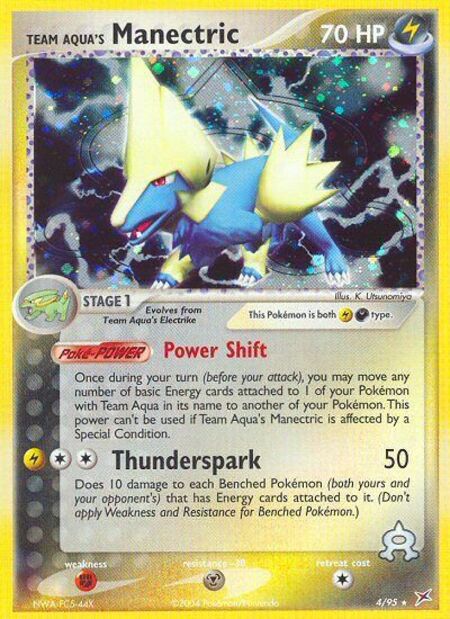 TEAM AQUA'S Manectric 70 HP
Illus. K. Utsunomiya
STAGE 1
Evolves from
Team Aqua's Electrike
This Pokémon is both type.
Poké-POWER Power Shift
Once during your turn (before your attack), you may move any
number of basic Energy cards attached to 1 of your Pokémon
with Team Aqua in its name to another of your Pokémon. This
power can't be used if Team Aqua's Manectric is affected by a
Special Condition.
Thunderspark 50
Does 10 damage to each Benched Pokémon (both yours and
your opponent's) that has Energy cards attached to it. (Don't
apply Weakness and Resistance for Benched Pokémon.)
weakness resistance -30 retreat cost
©2004 Pokémon/Nintendo 4/95 ★